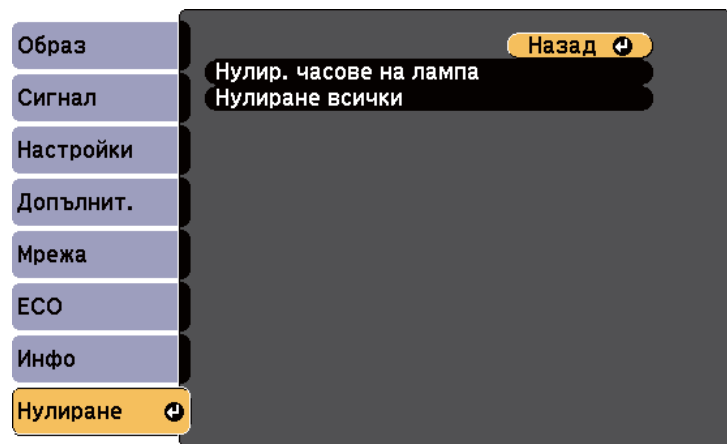 Образ
Сигнал
Настройки
Допълнит.
Мрежа
ECO
Инфо
Нулиране
Назад
Нулир. часове на лампа
Нулиране всички